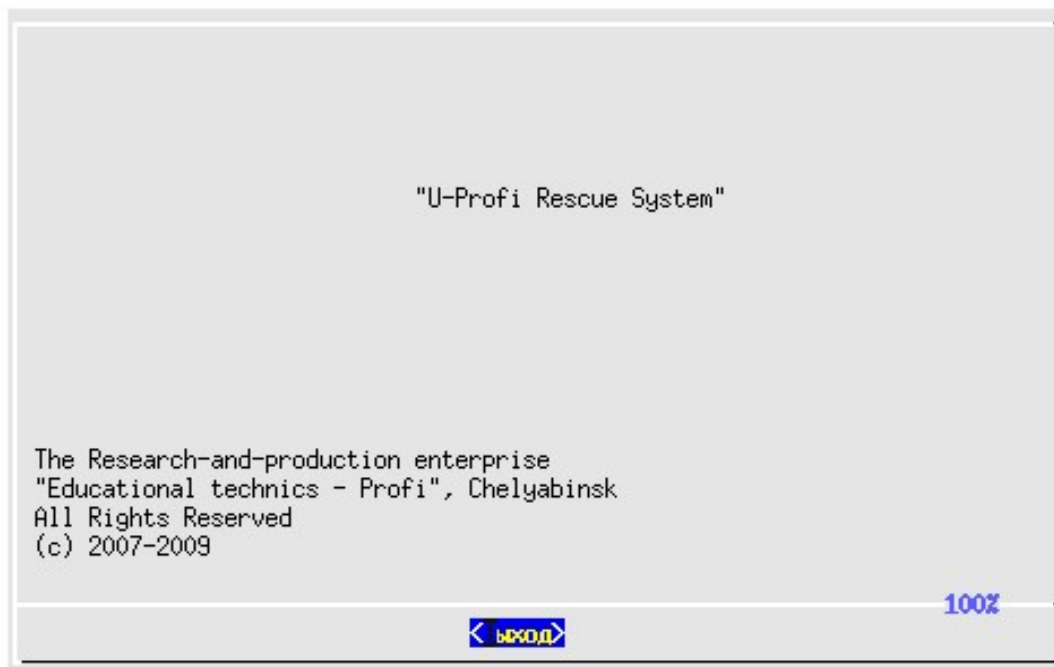 "U-Profi Rescue System"
The Research-and-production enterprise
"Educational technics - Profi", Chelyabinsk
All Rights Reserved
(c) 2007-2009
100%
< ыход>